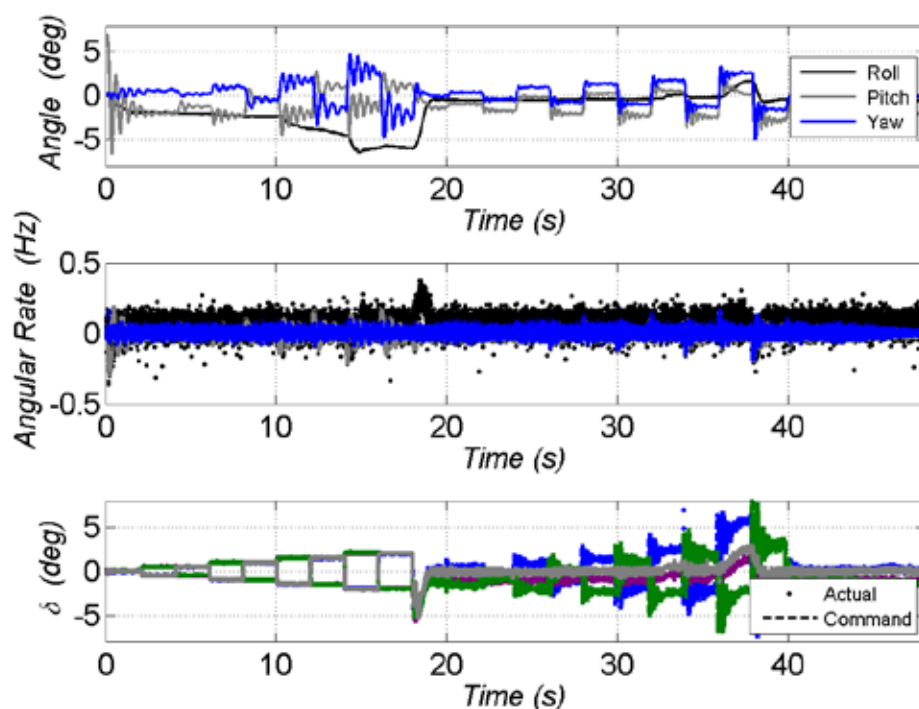 Angle (deg)
5
0
-5
Roll
Pitch
Yaw
0 10 20 30 40
Time (s)
Angular Rate (Hz)
0.5
0
-0.5
0 10 20 30 40
Time (s)
δ (deg)
5
0
-5
Actual
Command
0 10 20 30 40
Time (s)